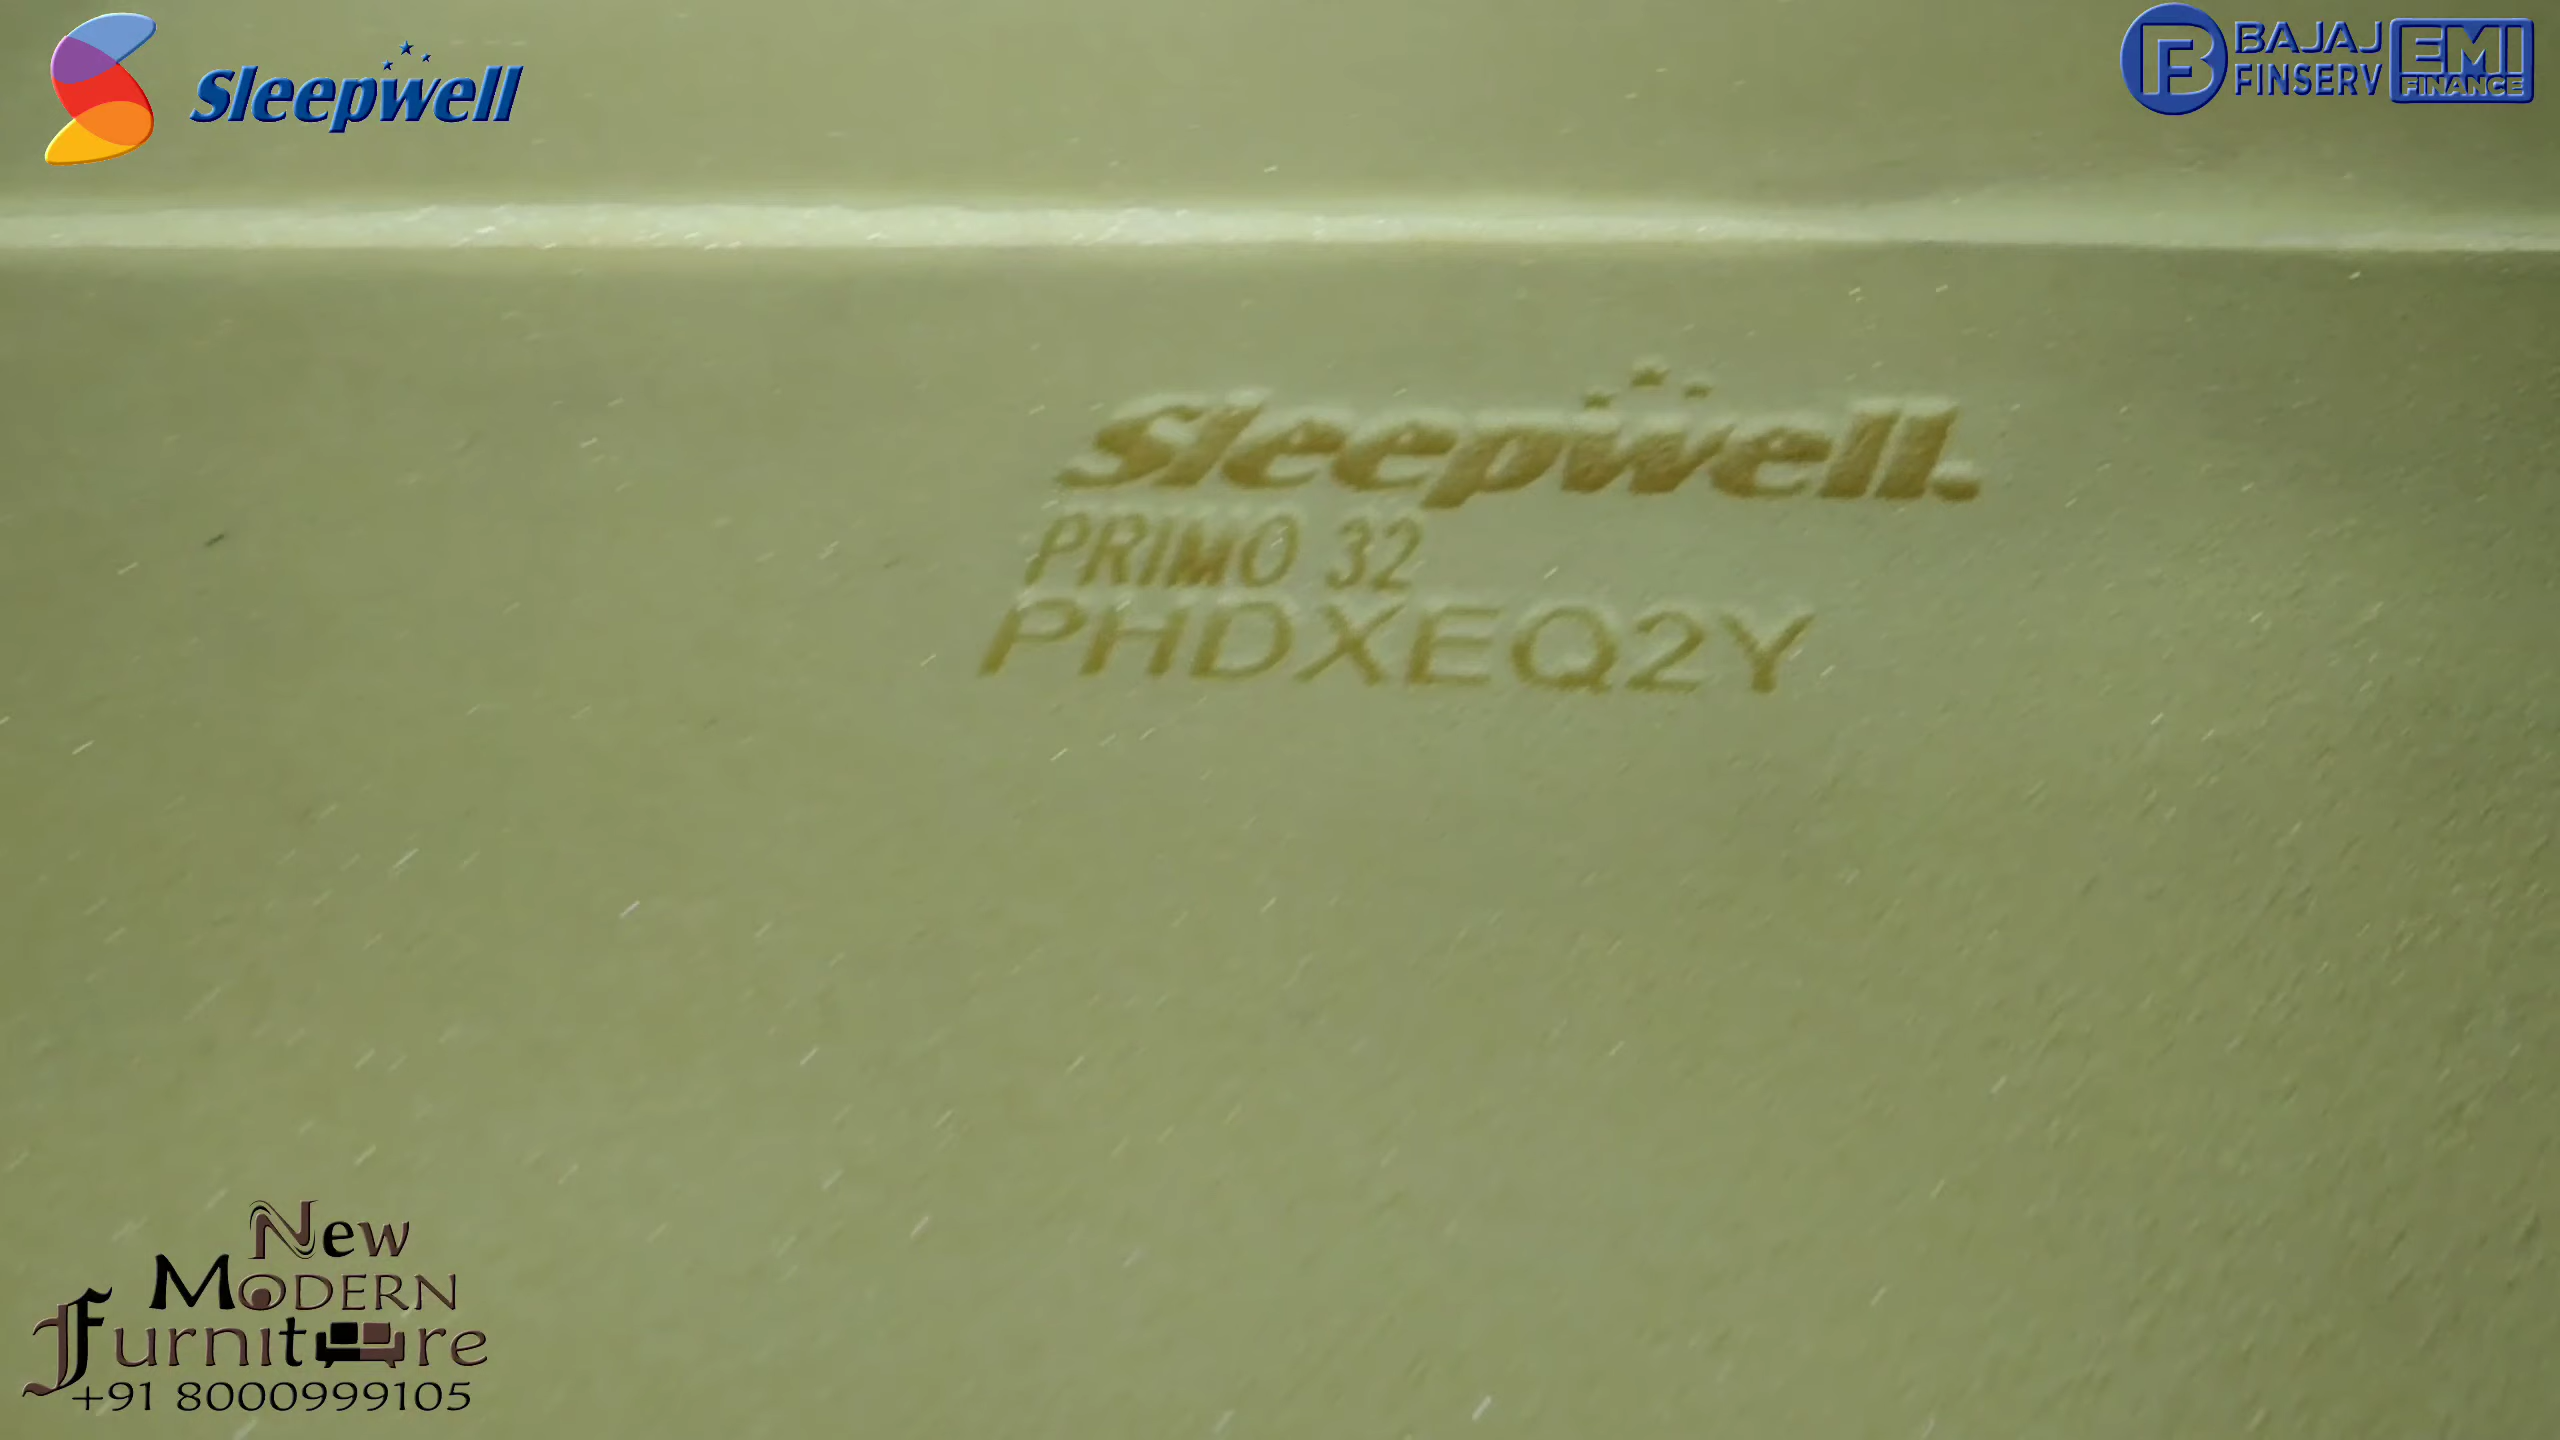 Sleepwell
BAJAJ
FINSERV
EMI
FINANCE
Sleepwell
PRIMO 32
PHDXEQ2Y
New
MODERN
Furniture
+91 8000999105